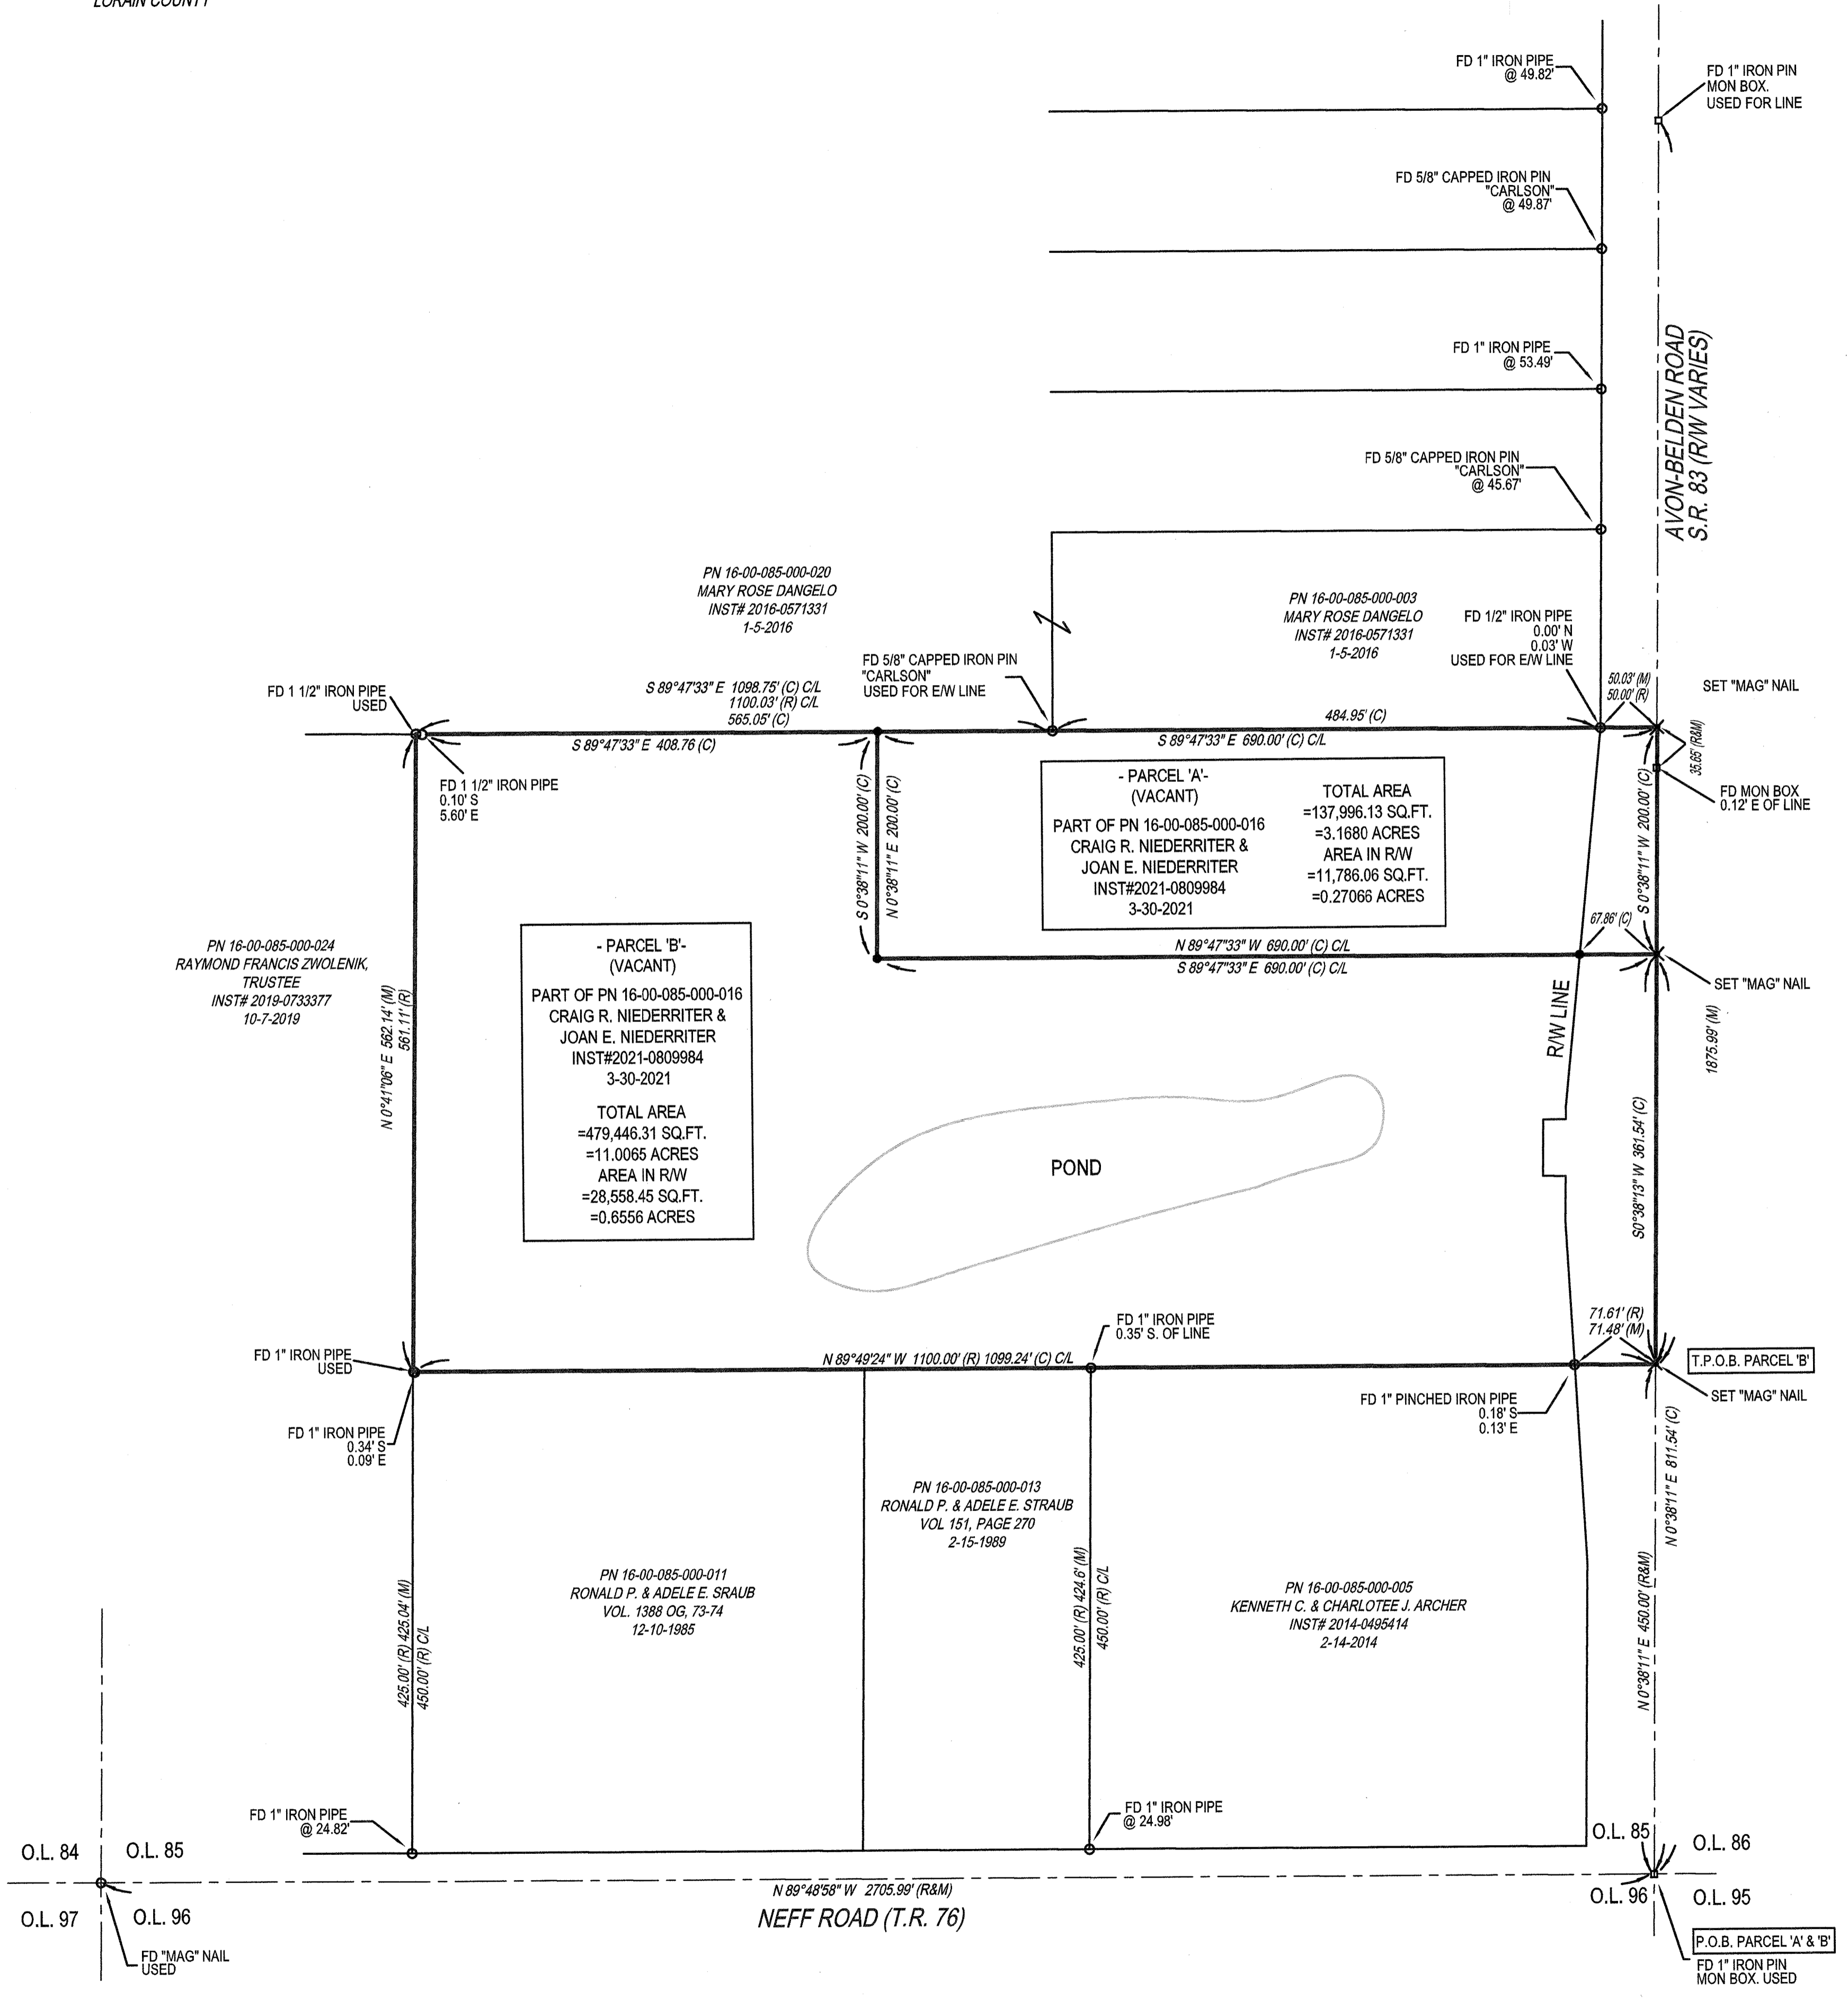 LORAIN COUNTY
FD 1" IRON PIPE
@ 49.82'
FD 1" IRON PIN
MON BOX.
USED FOR LINE
FD 5/8" CAPPED IRON PIN
"CARLSON"
@ 49.87'
FD 1" IRON PIPE
@ 53.49'
AVON-BELDEN ROAD
S.R. 83 (R/W VARIES)
FD 5/8" CAPPED IRON PIN
"CARLSON"
@ 45.67'
PN 16-00-085-000-020
MARY ROSE DANGELO
INST# 2016-0571331
1-5-2016
PN 16-00-085-000-003
MARY ROSE DANGELO
INST# 2016-0571331
1-5-2016
FD 1/2" IRON PIPE
0.00' N
0.03' W
USED FOR E/W LINE
FD 5/8" CAPPED IRON PIN
"CARLSON"
USED FOR E/W LINE
FD 1 1/2" IRON PIPE
USED
S 89°47'33" E 1098.75' (C) C/L
1100.03' (R) C/L
565.05' (C)
484.95' (C)
50.03' (M)
50.00' (R)
SET "MAG" NAIL
S 89°47'33" E 408.76 (C)
S 89°47'33" E 690.00' (C) C/L
35.65' (R&M)
FD 1 1/2" IRON PIPE
0.10' S
5.60' E
S 0°38'11" W 200.00' (C)
N 0°38'11" E 200.00' (C)
- PARCEL 'A'-
(VACANT)
PART OF PN 16-00-085-000-016
CRAIG R. NIEDERRITER &
JOAN E. NIEDERRITER
INST#2021-0809984
3-30-2021
TOTAL AREA
=137,996.13 SQ.FT.
=3.1680 ACRES
AREA IN R/W
=11,786.06 SQ.FT.
=0.27066 ACRES
S 0°38'11" W 200.00' (C)
FD MON BOX
0.12' E OF LINE
67.86' (C)
N 89°47'33" W 690.00' (C) C/L
S 89°47'33" E 690.00' (C) C/L
SET "MAG" NAIL
PN 16-00-085-000-024
RAYMOND FRANCIS ZWOLENIK,
TRUSTEE
INST# 2019-0733377
10-7-2019
N 0°41'06" E 562.14' (M)
561.11' (R)
- PARCEL 'B'-
(VACANT)
PART OF PN 16-00-085-000-016
CRAIG R. NIEDERRITER &
JOAN E. NIEDERRITER
INST#2021-0809984
3-30-2021
TOTAL AREA
=479,446.31 SQ.FT.
=11.0065 ACRES
AREA IN R/W
=28,558.45 SQ.FT.
=0.6556 ACRES
R/W LINE
1875.99' (M)
S0°38'13" W 361.54' (C)
POND
FD 1" IRON PIPE
0.35' S. OF LINE
71.61' (R)
71.48' (M)
FD 1" IRON PIPE
USED
N 89°49'24" W 1100.00' (R) 1099.24' (C) C/L
T.P.O.B. PARCEL 'B'
SET "MAG" NAIL
FD 1" PINCHED IRON PIPE
0.18' S
0.13' E
FD 1" IRON PIPE
0.34' S
0.09' E
N 0°38'11" E 811.54' (C)
PN 16-00-085-000-013
RONALD P. & ADELE E. STRAUB
VOL 151, PAGE 270
2-15-1989
PN 16-00-085-000-011
RONALD P. & ADELE E. SRAUB
VOL. 1388 OG, 73-74
12-10-1985
PN 16-00-085-000-005
KENNETH C. & CHARLOTEE J. ARCHER
INST# 2014-0495414
2-14-2014
425.00' (R) 425.04' (M)
450.00' (R) C/L
425.00' (R) 424.6' (M)
450.00' (R) C/L
N 0°38'11" E 450.00' (R&M)
FD 1" IRON PIPE
@ 24.82'
FD 1" IRON PIPE
@ 24.98'
O.L. 84
O.L. 85
O.L. 85
O.L. 86
N 89°48'58" W 2705.99' (R&M)
NEFF ROAD (T.R. 76)
O.L. 97
O.L. 96
O.L. 96
O.L. 95
FD "MAG" NAIL
USED
P.O.B. PARCEL 'A' & 'B'
FD 1" IRON PIN
MON BOX. USED